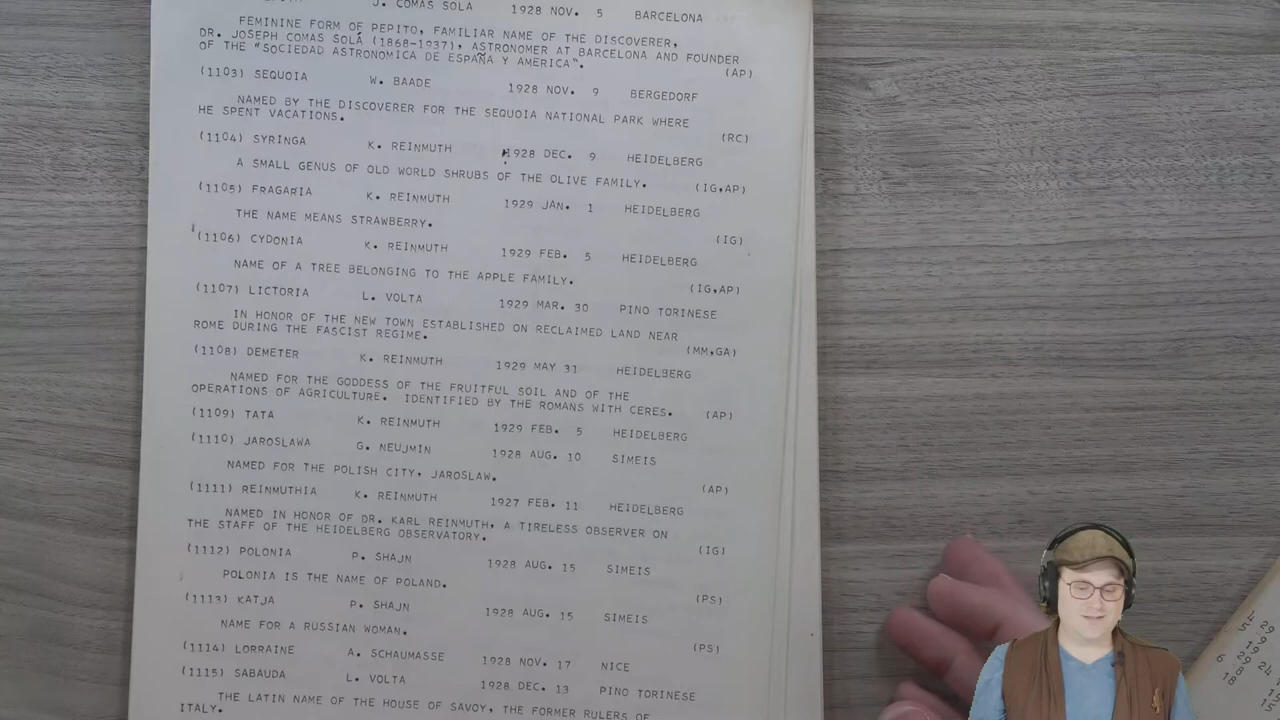 J. COMAS SOLA 1928 NOV. 5 BARCELONA
FEMININE FORM OF PEPITO, FAMILIAR NAME OF THE DISCOVERER,
DR. JOSEPH COMAS SOLÁ (1868-1937), ASTRONOMER AT BARCELONA AND FOUNDER
OF THE "SOCIEDAD ASTRONOMICA DE ESPAÑA Y AMERICA". (AP)
(1103) SEQUOIA W. BAADE 1928 NOV. 9 BERGEDORF
NAMED BY THE DISCOVERER FOR THE SEQUOIA NATIONAL PARK WHERE
HE SPENT VACATIONS. (RC)
(1104) SYRINGA K. REINMUTH 1928 DEC. 9 HEIDELBERG
A SMALL GENUS OF OLD WORLD SHRUBS OF THE OLIVE FAMILY. (IG,AP)
(1105) FRAGARIA K. REINMUTH 1929 JAN. 1 HEIDELBERG
THE NAME MEANS STRAWBERRY. (IG)
(1106) CYDONIA K. REINMUTH 1929 FEB. 5 HEIDELBERG
NAME OF A TREE BELONGING TO THE APPLE FAMILY. (IG,AP)
(1107) LICTORIA L. VOLTA 1929 MAR. 30 PINO TORINESE
IN HONOR OF THE NEW TOWN ESTABLISHED ON RECLAIMED LAND NEAR
ROME DURING THE FASCIST REGIME. (MM,GA)
(1108) DEMETER K. REINMUTH 1929 MAY 31 HEIDELBERG
NAMED FOR THE GODDESS OF THE FRUITFUL SOIL AND OF THE
OPERATIONS OF AGRICULTURE. IDENTIFIED BY THE ROMANS WITH CERES. (AP)
(1109) TATA K. REINMUTH 1929 FEB. 5 HEIDELBERG
(1110) JAROSLAWA G. NEUJMIN 1928 AUG. 10 SIMEIS
NAMED FOR THE POLISH CITY, JAROSLAW. (AP)
(1111) REINMUTHIA K. REINMUTH 1927 FEB. 11 HEIDELBERG
NAMED IN HONOR OF DR. KARL REINMUTH, A TIRELESS OBSERVER ON
THE STAFF OF THE HEIDELBERG OBSERVATORY. (IG)
(1112) POLONIA P. SHAJN 1928 AUG. 15 SIMEIS
POLONIA IS THE NAME OF POLAND. (PS)
(1113) KATJA P. SHAJN 1928 AUG. 15 SIMEIS
NAME FOR A RUSSIAN WOMAN. (PS)
(1114) LORRAINE A. SCHAUMASSE 1928 NOV. 17 NICE
(1115) SABAUDA L. VOLTA 1928 DEC. 13 PINO TORINESE
THE LATIN NAME OF THE HOUSE OF SAVOY, THE FORMER RULERS OF
ITALY.